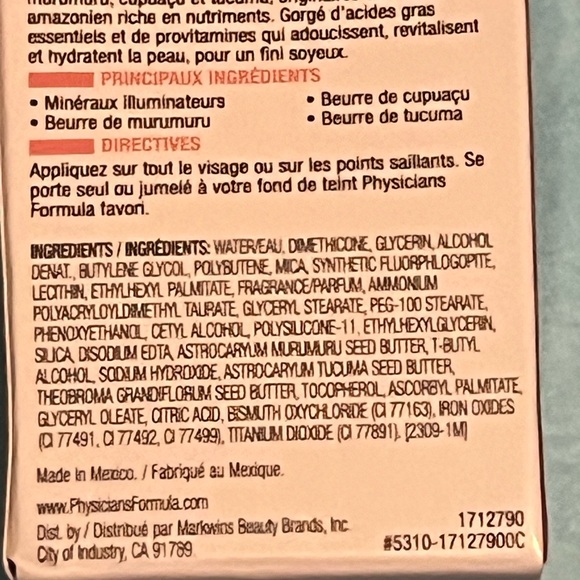 murumuru, cupuaçu et tucuma,
amazonien riche en nutriments. Gorgé d'acides gras
essentiels et de provitamines qui adoucissent, revitalisent
et hydratent la peau, pour un fini soyeux.
PRINCIPAUX INGRÉDIENTS
• Minéraux illuminateurs • Beurre de cupuaçu
• Beurre de murumuru • Beurre de tucuma
DIRECTIVES
Appliquez sur tout le visage ou sur les points saillants. Se
porte seul ou jumelé à votre fond de teint Physicians
Formula favori.
INGREDIENTS / INGRÉDIENTS: WATER/EAU, DIMETHICONE, GLYCERIN, ALCOHOL
DENAT., BUTYLENE GLYCOL, POLYBUTENE, MICA, SYNTHETIC FLUORPHLOGOPITE,
LECITHIN, ETHYLHEXYL PALMITATE, FRAGRANCE/PARFUM, AMMONIUM
POLYACRYLOYLDIMETHYL TAURATE, GLYCERYL STEARATE, PEG-100 STEARATE,
PHENOXYETHANOL, CETYL ALCOHOL, POLYSILICONE-11, ETHYLHEXYLGLYCERIN,
SILICA, DISODIUM EDTA, ASTROCARYUM MURUMURU SEED BUTTER, T-BUTYL
ALCOHOL, SODIUM HYDROXIDE, ASTROCARYUM TUCUMA SEED BUTTER,
THEOBROMA GRANDIFLORUM SEED BUTTER, TOCOPHEROL, ASCORBYL PALMITATE,
GLYCERYL OLEATE, CITRIC ACID, BISMUTH OXYCHLORIDE (CI 77163), IRON OXIDES
(CI 77491, CI 77492, CI 77499), TITANIUM DIOXIDE (CI 77891). [2309-1M]
Made in Mexico. / Fabriqué au Mexique.
www.PhysiciansFormula.com
Dist. by / Distribué par Markwins Beauty Brands, Inc.
City of Industry, CA 91789
1712790
#5310-17127900C